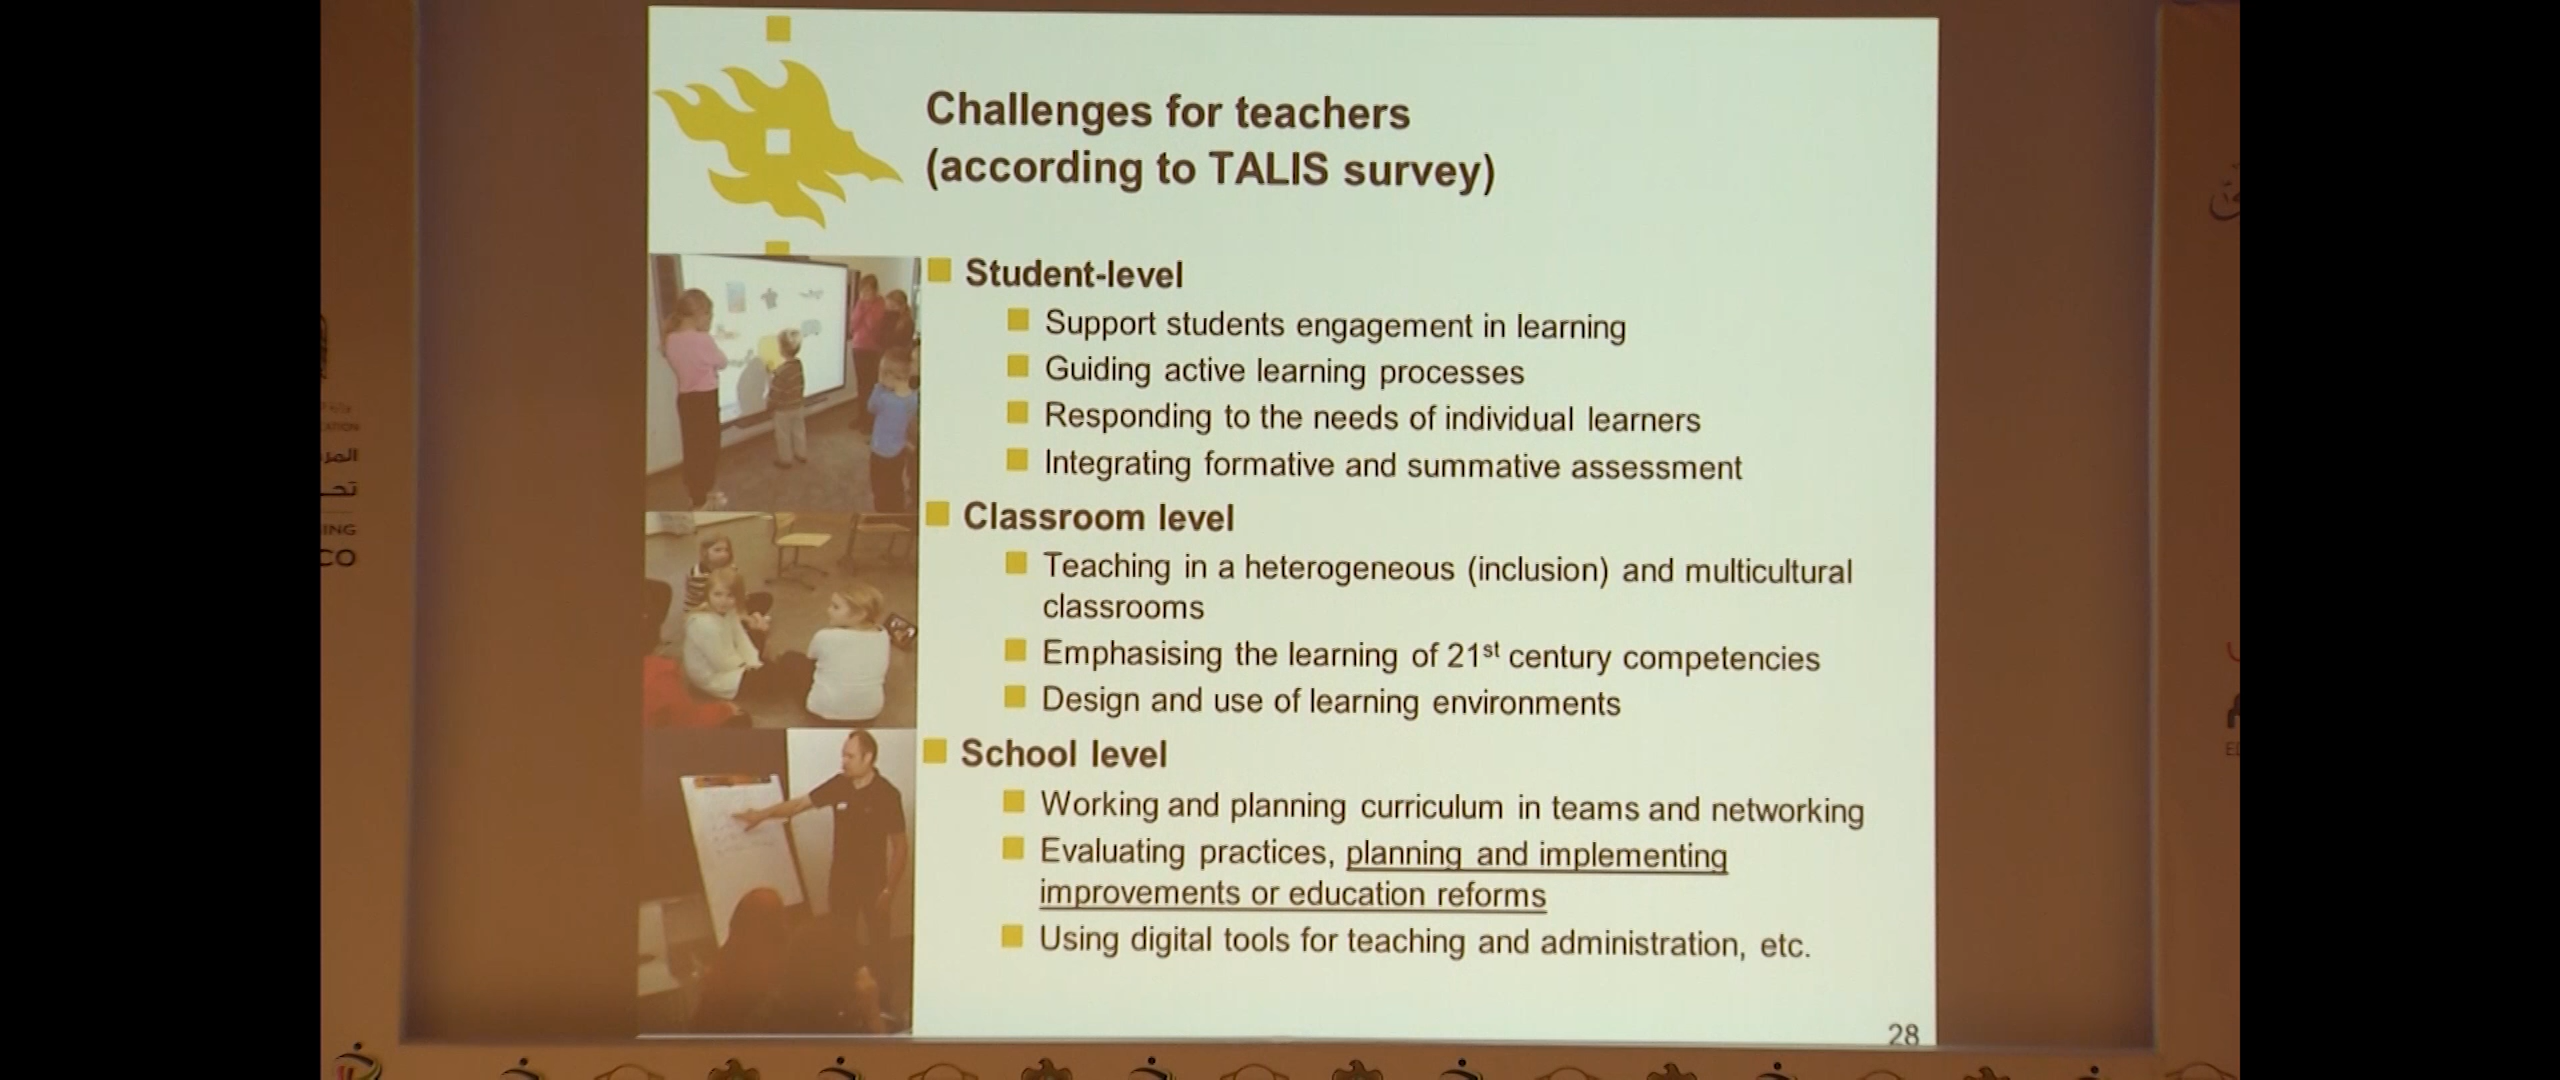 Challenges for teachers
(according to TALIS survey)
Student-level
Support students engagement in learning
Guiding active learning processes
Responding to the needs of individual learners
Integrating formative and summative assessment
Classroom level
Teaching in a heterogeneous (inclusion) and multicultural
classrooms
Emphasising the learning of 21st century competencies
Design and use of learning environments
School level
Working and planning curriculum in teams and networking
Evaluating practices, planning and implementing
improvements or education reforms
Using digital tools for teaching and administration, etc.
28